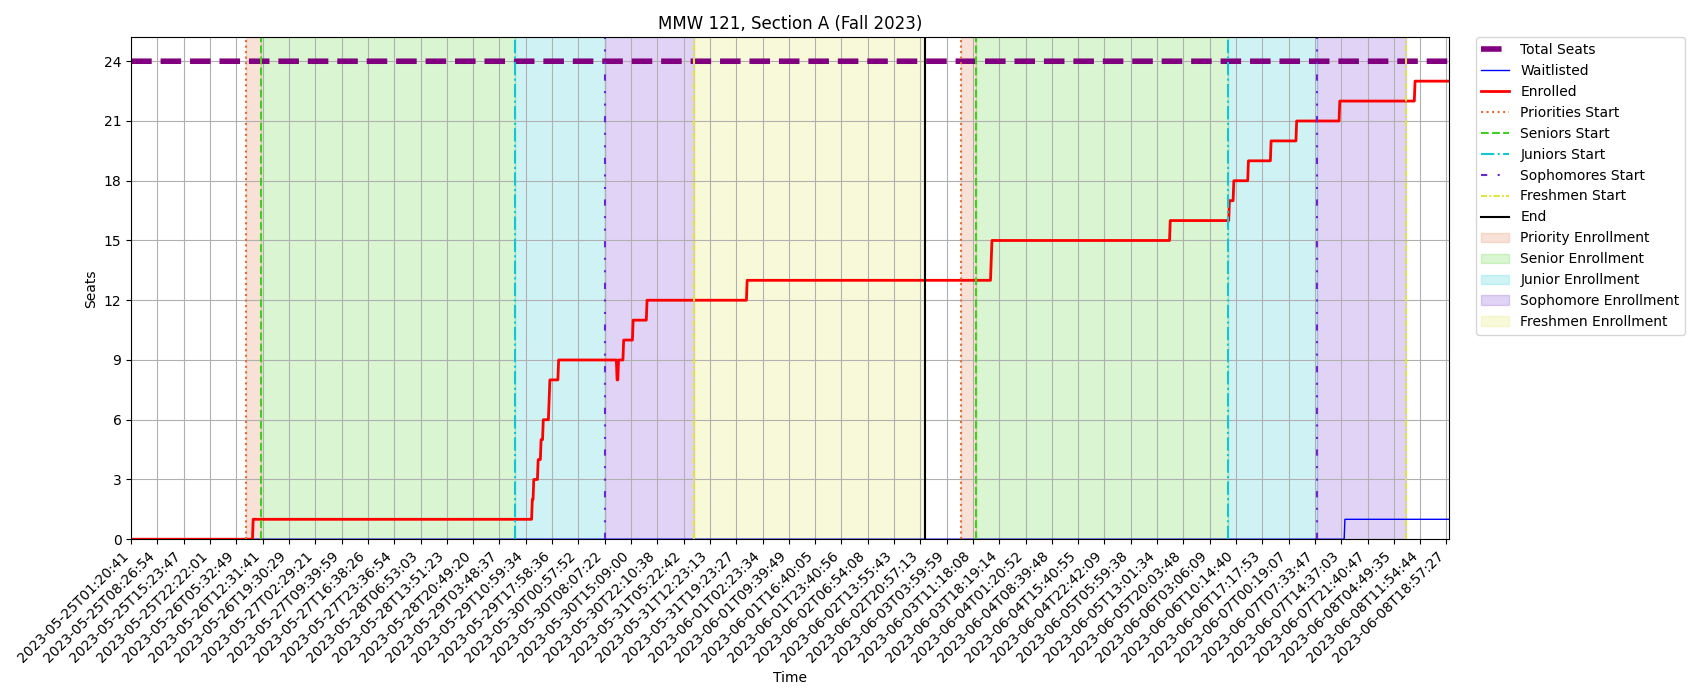 MMW 121, Section A (Fall 2023)
Seats
24
21
18
15
12
9
6
3
0
2023-05-25T01:20:41
2023-05-25T08:26:54
2023-05-25T15:23:47
2023-05-25T22:22:01
2023-05-26T05:32:49
2023-05-26T12:31:41
2023-05-26T19:30:29
2023-05-27T02:29:21
2023-05-27T09:39:59
2023-05-27T16:38:26
2023-05-27T23:36:54
2023-05-28T06:53:03
2023-05-28T13:51:23
2023-05-28T20:49:20
2023-05-29T03:48:37
2023-05-29T10:59:34
2023-05-29T17:58:36
2023-05-30T00:57:52
2023-05-30T08:07:22
2023-05-30T15:09:00
2023-05-30T22:10:38
2023-05-31T05:22:42
2023-05-31T12:23:13
2023-05-31T19:23:27
2023-06-01T02:23:34
2023-06-01T09:39:49
2023-06-01T16:40:05
2023-06-01T23:40:56
2023-06-02T06:54:08
2023-06-02T13:55:43
2023-06-02T20:57:13
2023-06-03T03:59:59
2023-06-03T11:18:08
2023-06-03T18:19:14
2023-06-04T01:20:52
2023-06-04T08:39:48
2023-06-04T15:40:55
2023-06-04T22:42:09
2023-06-05T05:59:38
2023-06-05T13:01:34
2023-06-05T20:03:48
2023-06-06T03:06:09
2023-06-06T10:14:40
2023-06-06T17:17:53
2023-06-07T00:19:07
2023-06-07T07:33:47
2023-06-07T14:37:03
2023-06-07T21:40:47
2023-06-08T04:49:35
2023-06-08T11:54:44
2023-06-08T18:57:27
Time
Total Seats
Waitlisted
Enrolled
Priorities Start
Seniors Start
Juniors Start
Sophomores Start
Freshmen Start
End
Priority Enrollment
Senior Enrollment
Junior Enrollment
Sophomore Enrollment
Freshmen Enrollment